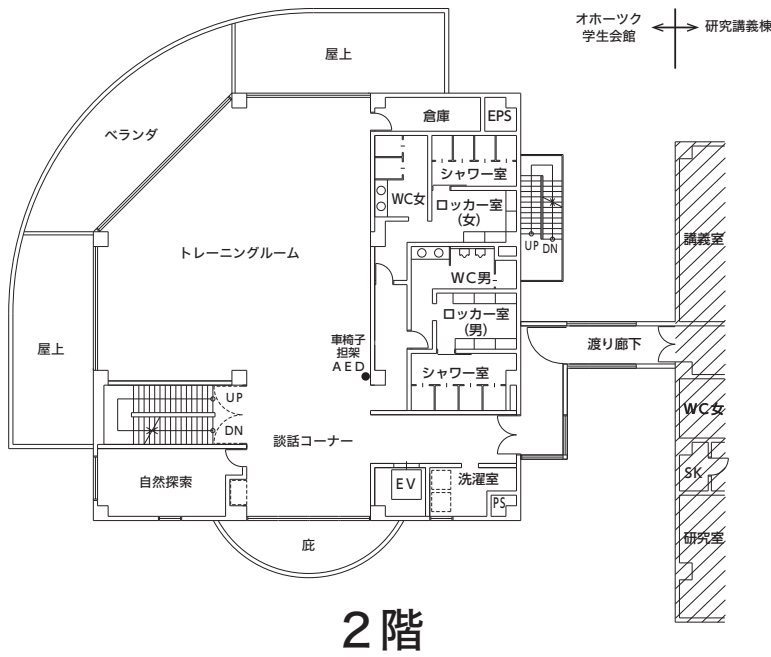 オホーツク
学生会館
研究講義棟
屋上
倉庫
EPS
ベランダ
シャワー室
WC女
ロッカー室
(女)
講義室
UP
DN
トレーニングルーム
WC男
ロッカー室
(男)
車椅子
担架
AED
渡り廊下
屋上
シャワー室
UP
WC女
DN
談話コーナー
SK
自然探索
EV
洗濯室
PS
研究室
庇
2階